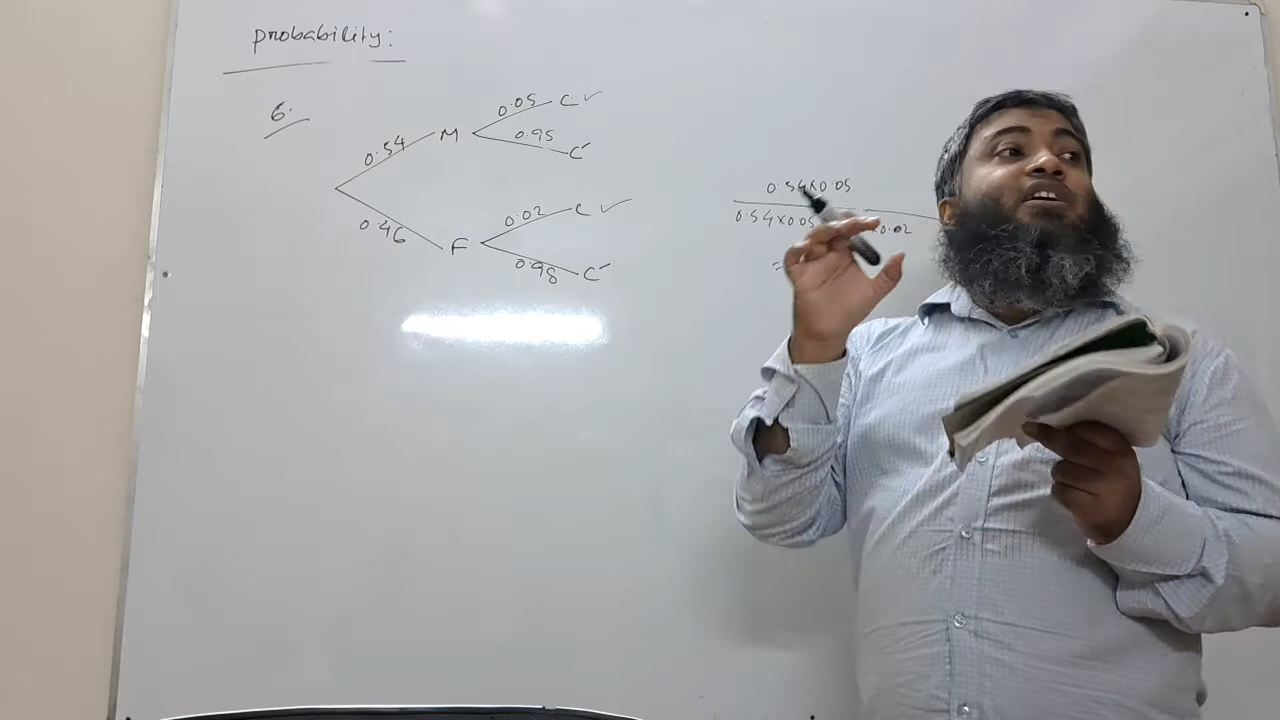 probability:
6.
0.54 M 0.05 C ✓
0.95 C′
0.46 F 0.02 C ✓
0.98 C′
0.54×0.05
0.54×0.05 ×0.02
=